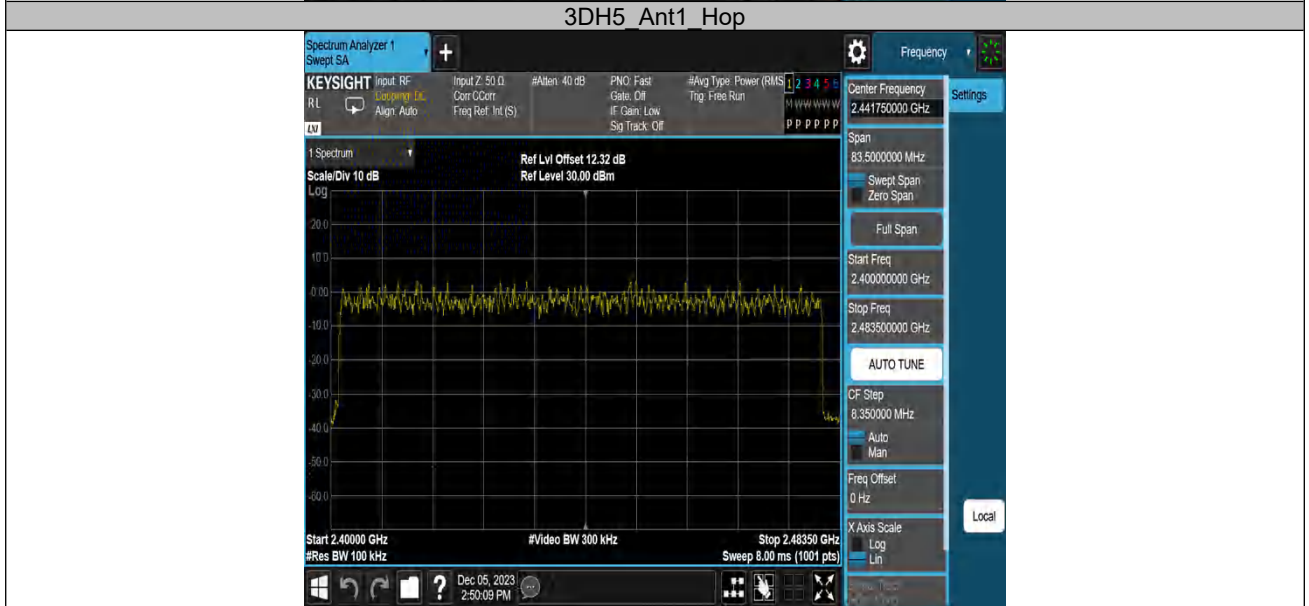 3DH5_Ant1_Hop
Spectrum Analyzer 1
Swept SA
+
Frequency
KEYSIGHT
RL
Input: RF
Coupling: DC
Align: Auto
Input Z: 50 Ω
Corr CCorr
Freq Ref: Int (S)
#Atten: 40 dB
PNO: Fast
Gate: Off
IF Gain: Low
Sig Track: Off
#Avg Type: Power (RMS
Trig: Free Run
1 2 3 4 5 6
M W W W W W
P P P P P P
LNI
1 Spectrum
Scale/Div 10 dB
Ref Lvl Offset 12.32 dB
Ref Level 30.00 dBm
Log
20.0
10.0
0.00
-10.0
-20.0
-30.0
-40.0
-50.0
-60.0
Start 2.40000 GHz
#Res BW 100 kHz
#Video BW 300 kHz
Stop 2.48350 GHz
Sweep 8.00 ms (1001 pts)
Dec 05, 2023
2:50:09 PM
Center Frequency
2.441750000 GHz
Settings
Span
83.5000000 MHz
Swept Span
Zero Span
Full Span
Start Freq
2.400000000 GHz
Stop Freq
2.483500000 GHz
AUTO TUNE
CF Step
8.350000 MHz
Auto
Man
Freq Offset
0 Hz
X Axis Scale
Log
Lin
Local